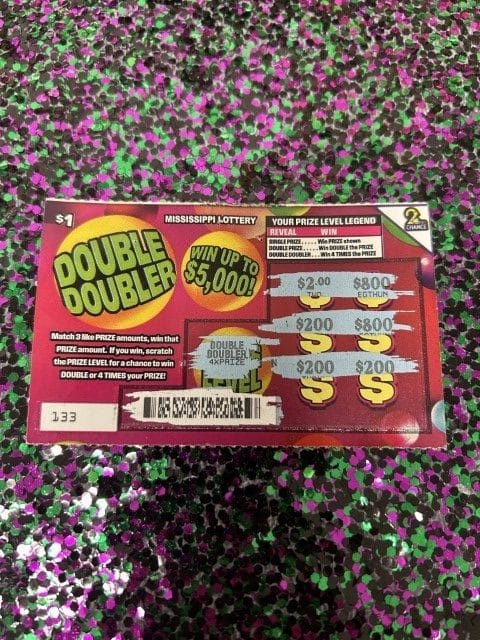 $1
MISSISSIPPI LOTTERY
DOUBLE
DOUBLER
WIN UP TO
$5,000!
Match 3 like PRIZE amounts, win that
PRIZE amount. If you win, scratch
the PRIZE LEVEL for a chance to win
DOUBLE or 4 TIMES your PRIZE!
YOUR PRIZE LEVEL LEGEND
REVEAL WIN
SINGLE PRIZE..... Win PRIZE shown
DOUBLE PRIZE..... Win DOUBLE the PRIZE
DOUBLE DOUBLER... Win 4 TIMES the PRIZE
2nd
CHANCE
$2.00 $800
TWO EGTHUN
$200 $800
$200 $200
DOUBLE
DOUBLER
4XPRIZE
LEVEL
133